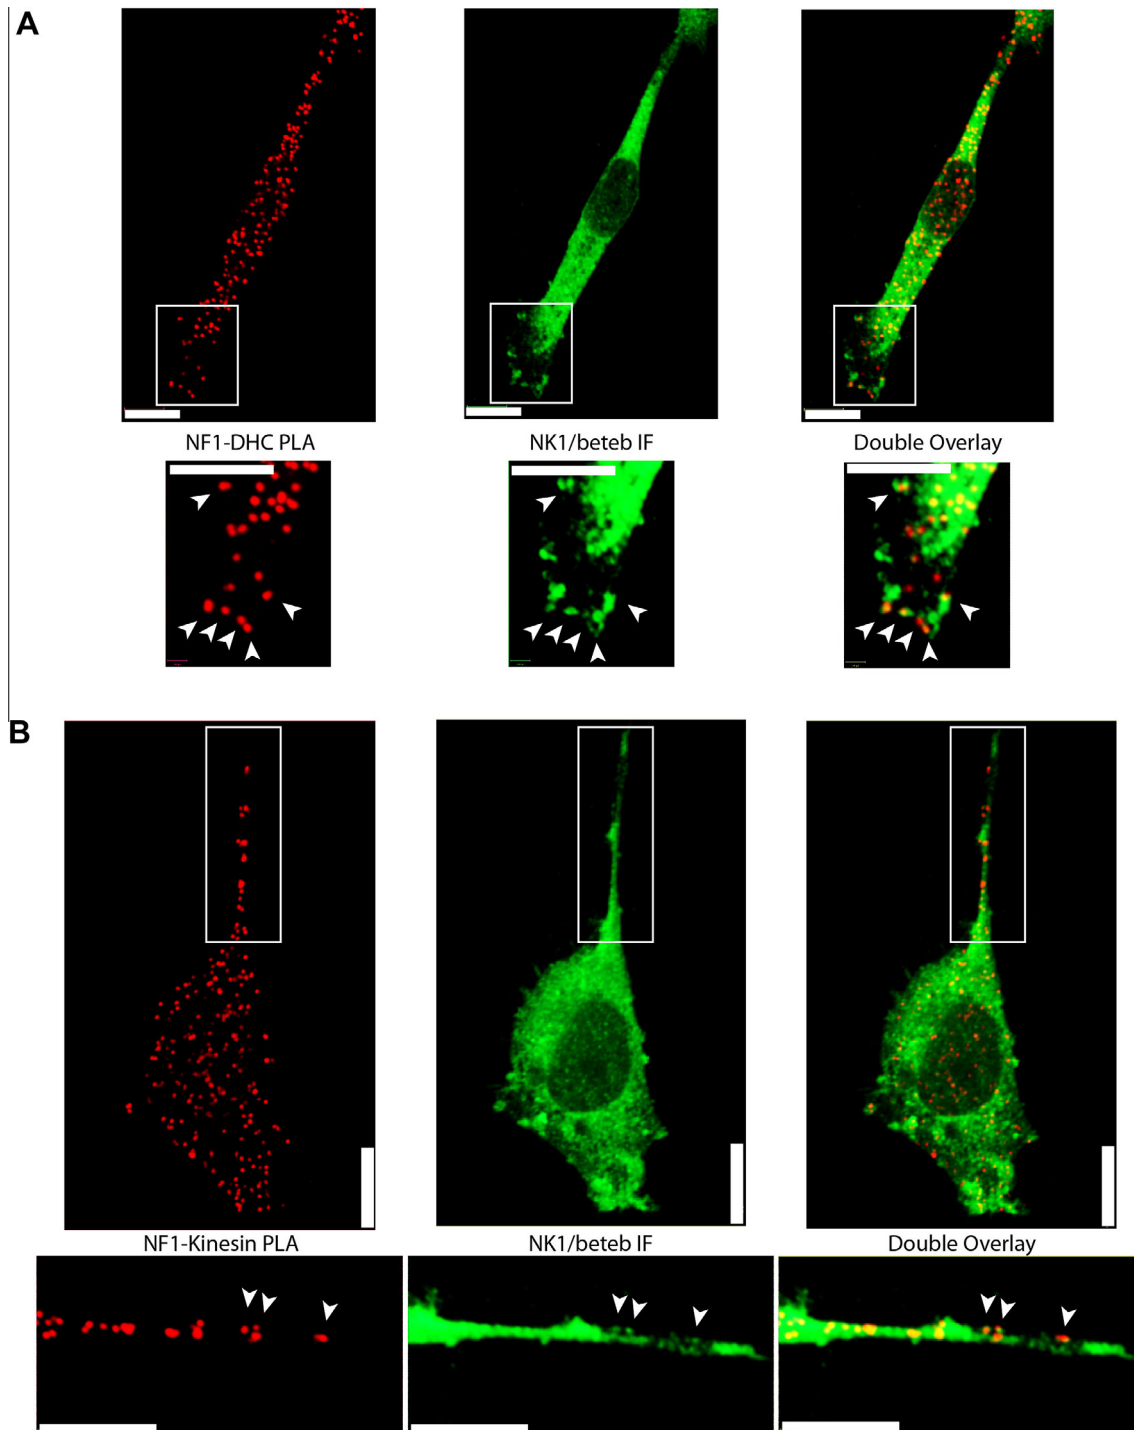 A
NF1-DHC PLA
NK1/beteb IF
Double Overlay
B
NF1-Kinesin PLA
NK1/beteb IF
Double Overlay